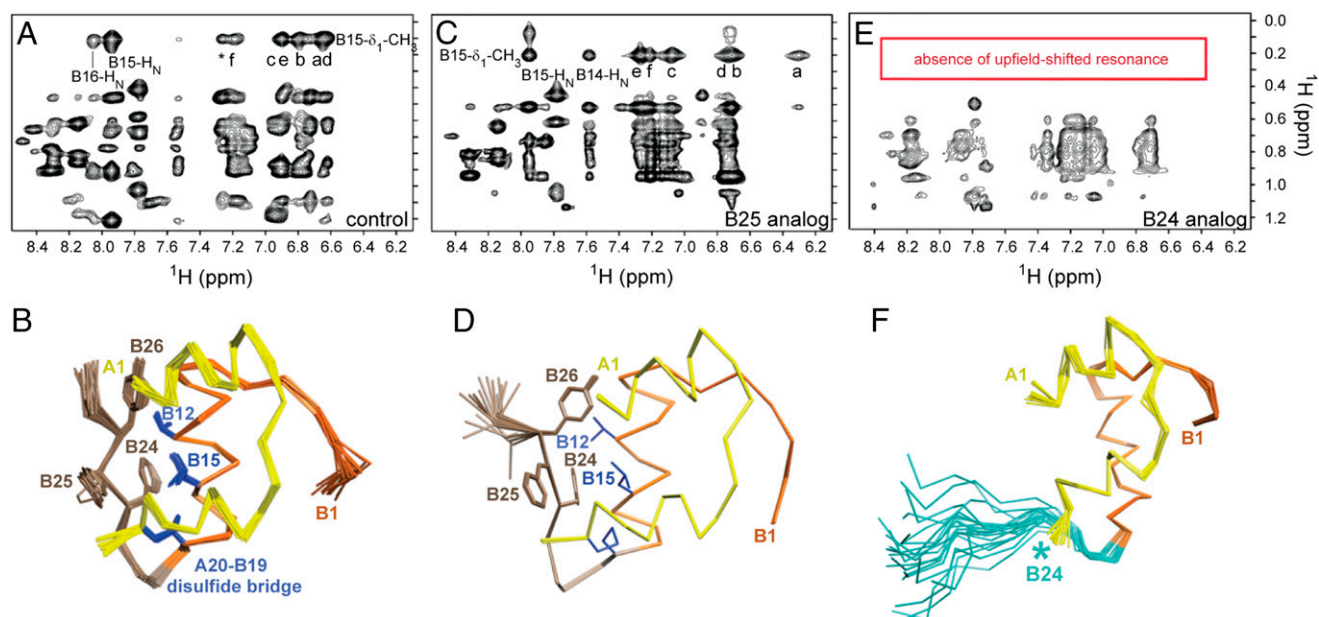 A
B15-δ1-CH3
B16-HN
B15-HN
* f c e b a d
control
8.4 8.2 8.0 7.8 7.6 7.4 7.2 7.0 6.8 6.6 6.4 6.2
1H (ppm)
C
B15-δ1-CH3
B15-HN B14-HN
e f c d b a
B25 analog
8.4 8.2 8.0 7.8 7.6 7.4 7.2 7.0 6.8 6.6 6.4 6.2
1H (ppm)
E
absence of upfield-shifted resonance
B24 analog
8.4 8.2 8.0 7.8 7.6 7.4 7.2 7.0 6.8 6.6 6.4 6.2
1H (ppm)
0.0
0.2
0.4
0.6
0.8
1.0
1.2
1H (ppm)
B
B26
A1
B12
B24
B15
B25
B1
A20-B19
disulfide bridge
D
A1
B26
B12
B24
B15
B25
B1
F
A1
B1
*
B24